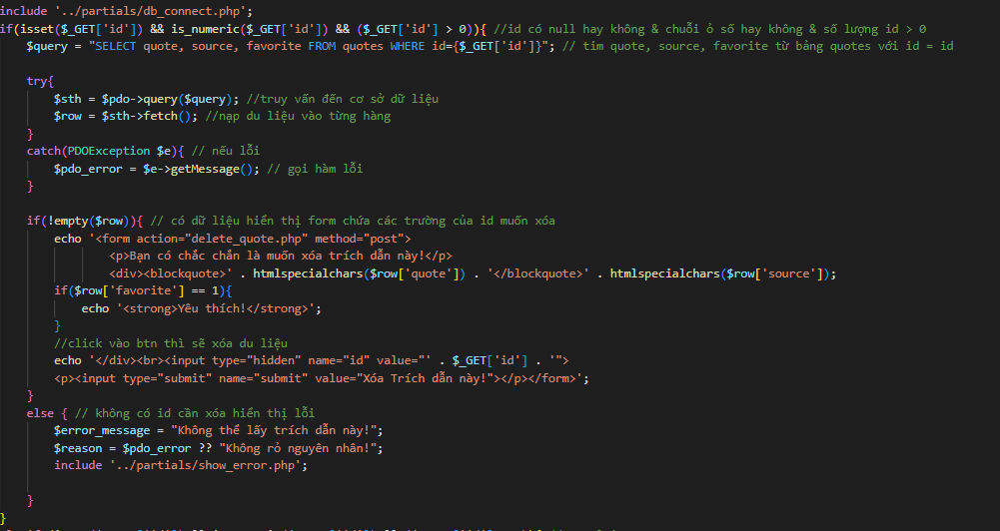 include '../partials/db_connect.php';
if(isset($_GET['id']) && is_numeric($_GET['id']) && ($_GET['id'] > 0)){ //id có null hay không & chuỗi ỏ số hay không & số lượng id > 0
$query = "SELECT quote, source, favorite FROM quotes WHERE id={$_GET['id']}"; // tim quote, source, favorite từ bảng quotes với id = id
try{
$sth = $pdo->query($query); //truy vấn đến cơ sở dữ liệu
$row = $sth->fetch(); //nạp du liệu vào từng hàng
}
catch(PDOException $e){ // nếu lỗi
$pdo_error = $e->getMessage(); // gọi hàm lỗi
}
if(!empty($row)){ // có dữ liệu hiển thị form chứa các trường của id muốn xóa
echo '<form action="delete_quote.php" method="post">
<p>Bạn có chắc chắn là muốn xóa trích dẫn này!</p>
<div><blockquote>' . htmlspecialchars($row['quote']) . '</blockquote>' . htmlspecialchars($row['source']);
if($row['favorite'] == 1){
echo '<strong>Yêu thích!</strong>';
}
//click vào btn thì sẽ xóa du liệu
echo '</div><br><input type="hidden" name="id" value="' . $_GET['id'] . '">
<p><input type="submit" name="submit" value="Xóa Trích dẫn này!"></p></form>';
}
else { // không có id cần xóa hiển thị lỗi
$error_message = "Không thể lấy trích dẫn này!";
$reason = $pdo_error ?? "Không rỏ nguyên nhân!";
include '../partials/show_error.php';
}
}